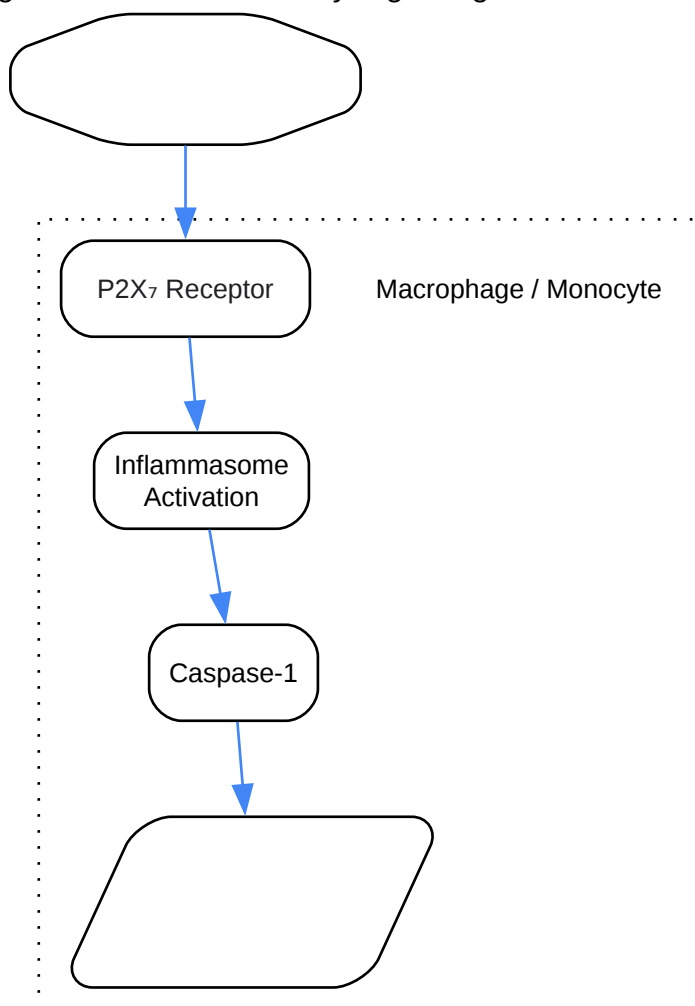 P2X₇ Receptor
Macrophage / Monocyte
Inflammasome
Activation
Caspase-1